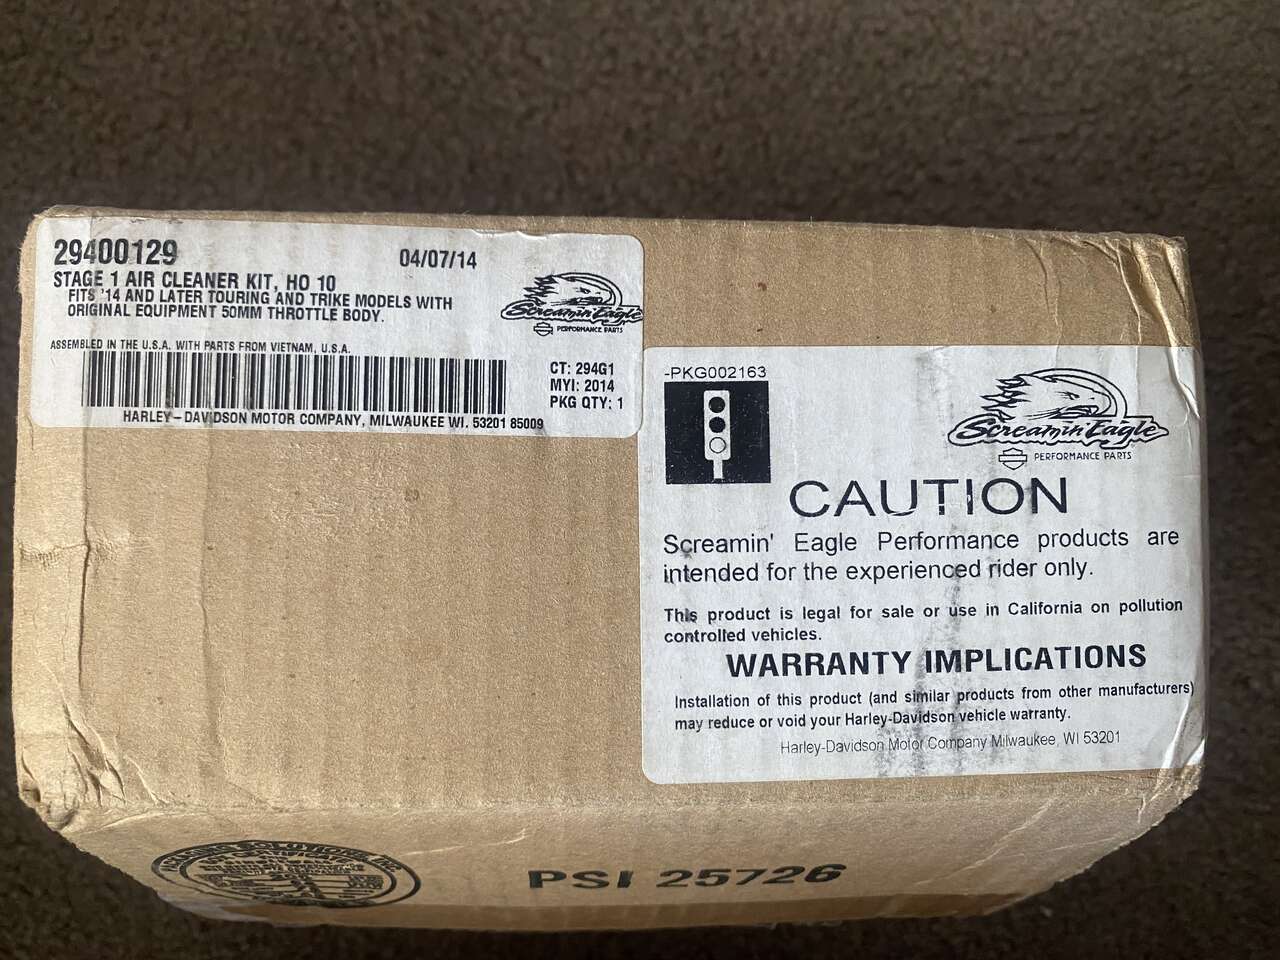 29400129 04/07/14
STAGE 1 AIR CLEANER KIT, HO 10
FITS '14 AND LATER TOURING AND TRIKE MODELS WITH
ORIGINAL EQUIPMENT 50MM THROTTLE BODY.
Screamin' Eagle
PERFORMANCE PARTS
ASSEMBLED IN THE U.S.A. WITH PARTS FROM VIETNAM, U.S.A.
CT: 294G1
MYI: 2014
PKG QTY: 1
HARLEY-DAVIDSON MOTOR COMPANY, MILWAUKEE WI. 53201 85009
-PKG002163
Screamin' Eagle
PERFORMANCE PARTS
CAUTION
Screamin' Eagle Performance products are
intended for the experienced rider only.
This product is legal for sale or use in California on pollution
controlled vehicles.
WARRANTY IMPLICATIONS
Installation of this product (and similar products from other manufacturers)
may reduce or void your Harley-Davidson vehicle warranty.
Harley-Davidson Motor Company Milwaukee, WI 53201
PACKAGING SOLUTIONS, INC.
PSI 25726